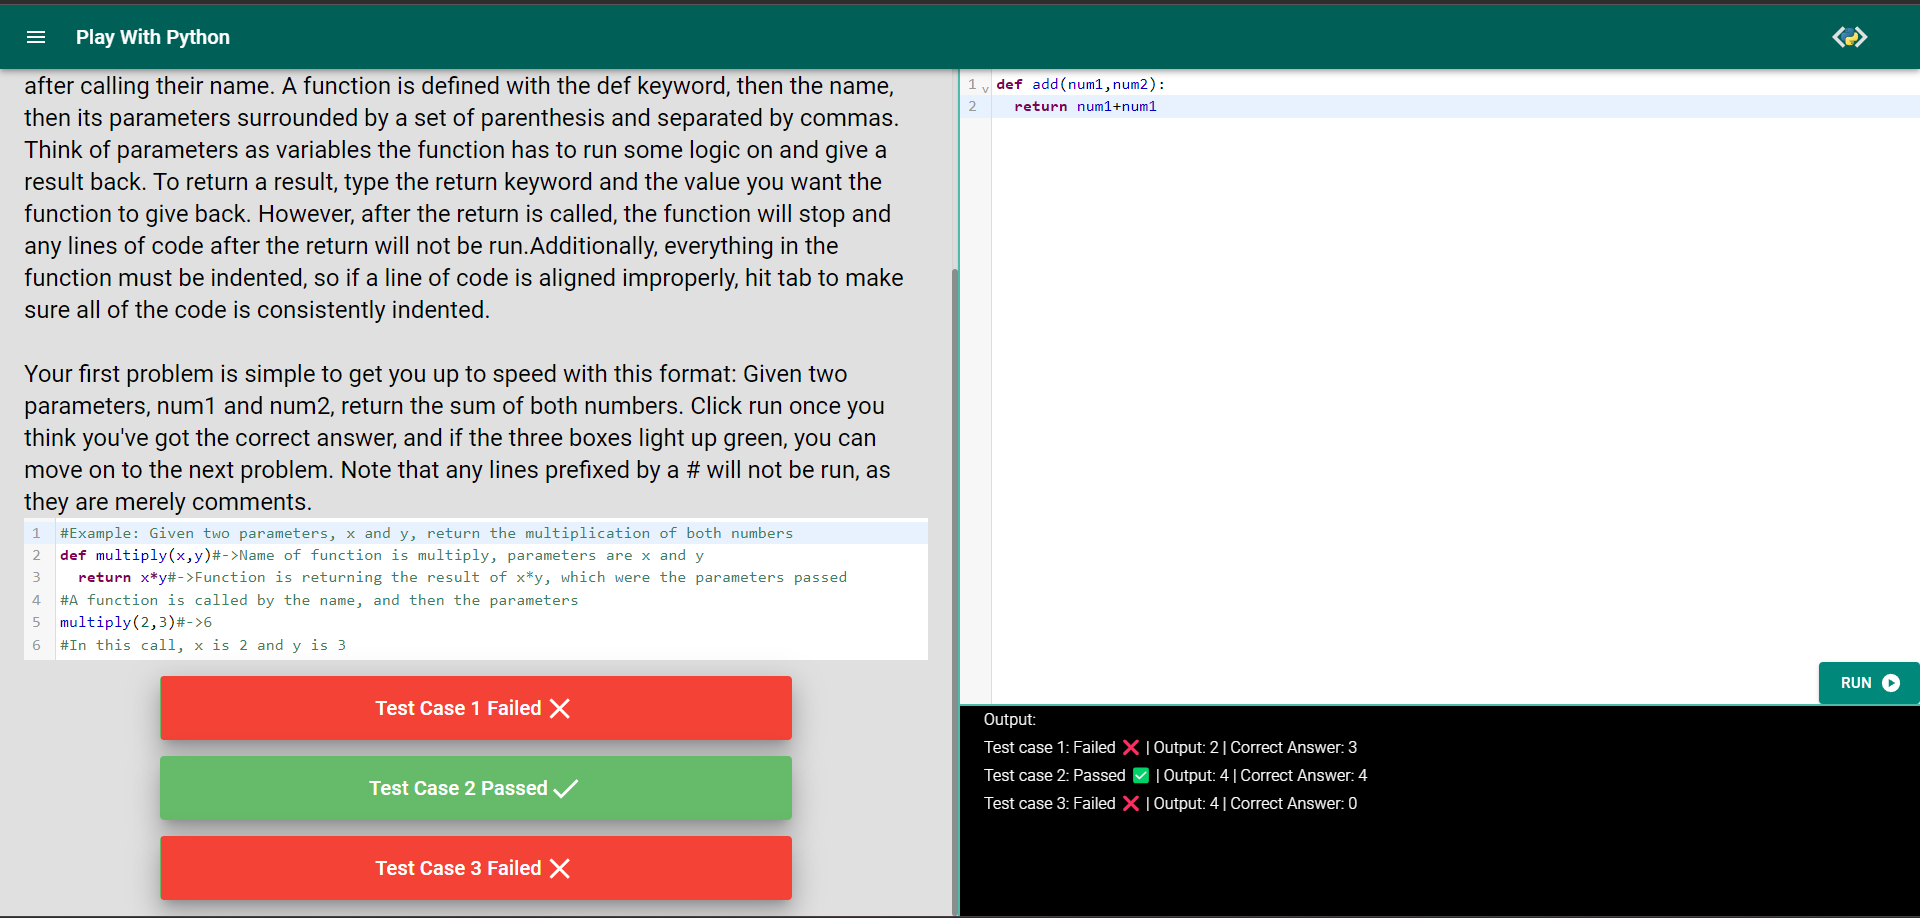 Play With Python
after calling their name. A function is defined with the def keyword, then the name,
then its parameters surrounded by a set of parenthesis and separated by commas.
Think of parameters as variables the function has to run some logic on and give a
result back. To return a result, type the return keyword and the value you want the
function to give back. However, after the return is called, the function will stop and
any lines of code after the return will not be run.Additionally, everything in the
function must be indented, so if a line of code is aligned improperly, hit tab to make
sure all of the code is consistently indented.
Your first problem is simple to get you up to speed with this format: Given two
parameters, num1 and num2, return the sum of both numbers. Click run once you
think you've got the correct answer, and if the three boxes light up green, you can
move on to the next problem. Note that any lines prefixed by a # will not be run, as
they are merely comments.
1 #Example: Given two parameters, x and y, return the multiplication of both numbers
2 def multiply(x,y)#->Name of function is multiply, parameters are x and y
3 return x*y#->Function is returning the result of x*y, which were the parameters passed
4 #A function is called by the name, and then the parameters
5 multiply(2,3)#->6
6 #In this call, x is 2 and y is 3
Test Case 1 Failed
Test Case 2 Passed
Test Case 3 Failed
1 def add(num1,num2):
2 return num1+num1
RUN
Output:
Test case 1: Failed ❌ | Output: 2 | Correct Answer: 3
Test case 2: Passed ✅ | Output: 4 | Correct Answer: 4
Test case 3: Failed ❌ | Output: 4 | Correct Answer: 0